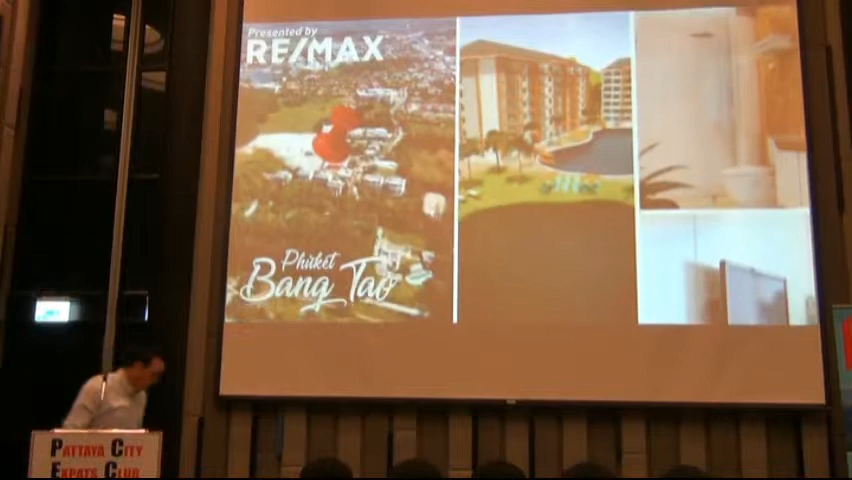 Presented by
RE/MAX
Phuket
Bang Tao
PATTAYA CITY
EXPATS CLUB